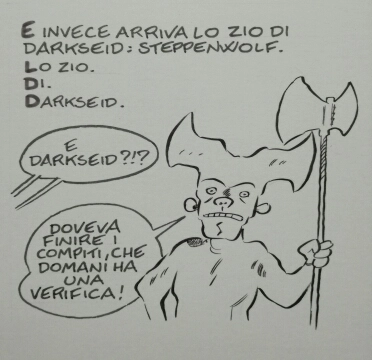 E INVECE ARRIVA LO ZIO DI
DARKSEID: STEPPENWOLF.
LO ZIO.
DI.
DARKSEID.
E
DARKSEID?!?
DOVEVA
FINIRE I
COMPITI, CHE
DOMANI HA
UNA
VERIFICA!